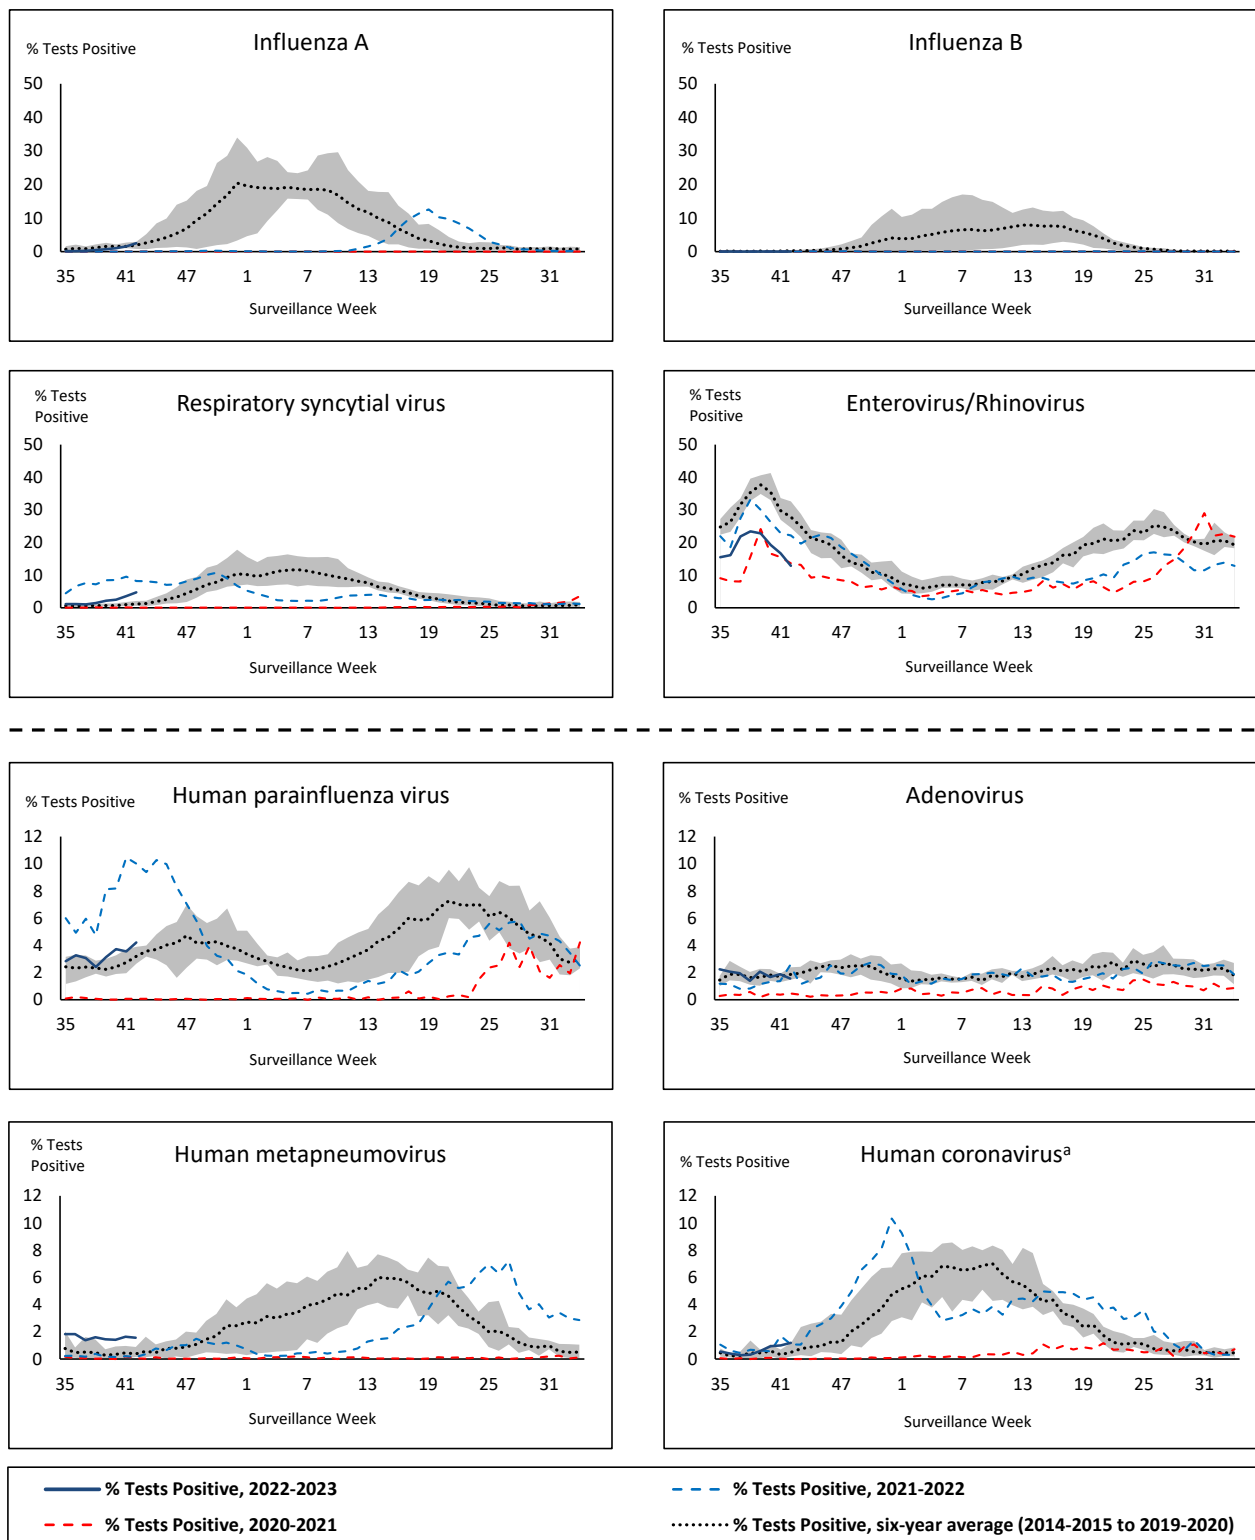 Influenza A
% Tests Positive
50
40
30
20
10
0
35 41 47 1 7 13 19 25 31
Surveillance Week
Influenza B
% Tests Positive
50
40
30
20
10
0
35 41 47 1 7 13 19 25 31
Surveillance Week
Respiratory syncytial virus
% Tests
Positive
50
40
30
20
10
0
35 41 47 1 7 13 19 25 31
Surveillance Week
Enterovirus/Rhinovirus
% Tests
Positive
50
40
30
20
10
0
35 41 47 1 7 13 19 25 31
Surveillance Week
Human parainfluenza virus
% Tests Positive
12
10
8
6
4
2
0
35 41 47 1 7 13 19 25 31
Surveillance Week
Adenovirus
% Tests Positive
12
10
8
6
4
2
0
35 41 47 1 7 13 19 25 31
Surveillance Week
Human metapneumovirus
% Tests
Positive
12
10
8
6
4
2
0
35 41 47 1 7 13 19 25 31
Surveillance Week
Human coronavirusᵃ
% Tests Positive
12
10
8
6
4
2
0
35 41 47 1 7 13 19 25 31
Surveillance Week
% Tests Positive, 2022-2023
% Tests Positive, 2021-2022
% Tests Positive, 2020-2021
% Tests Positive, six-year average (2014-2015 to 2019-2020)